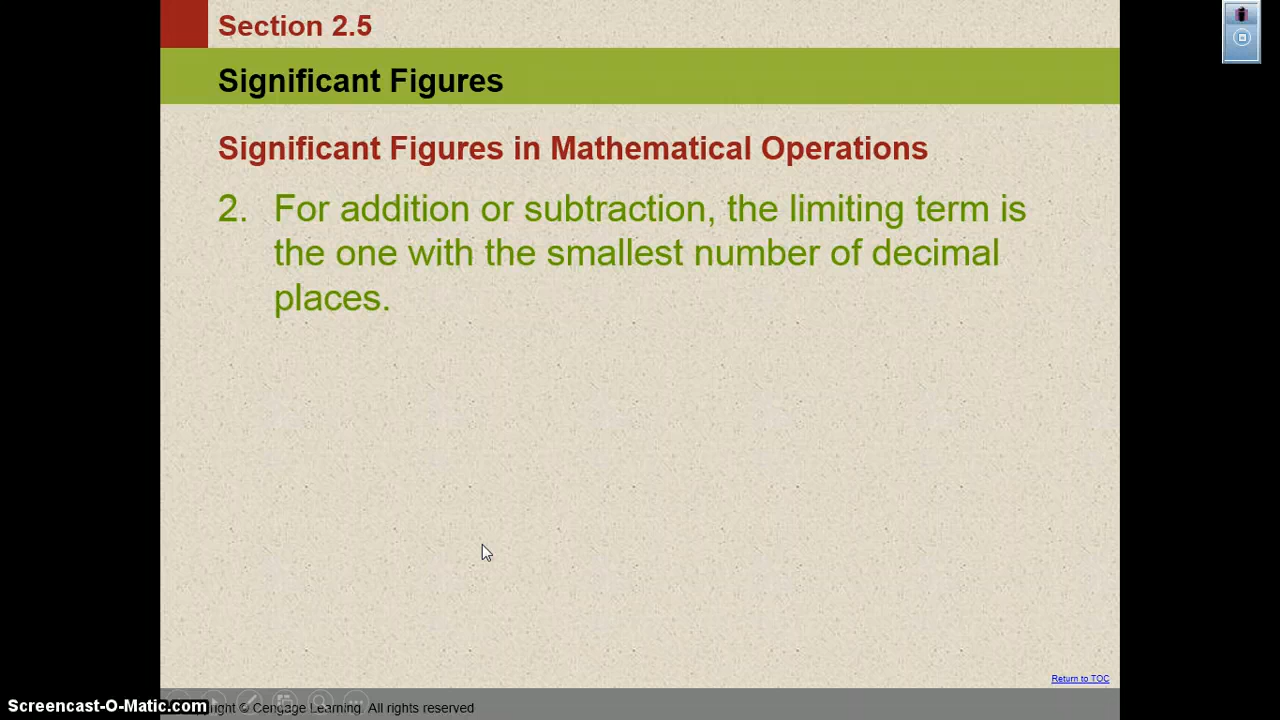 Section 2.5
Significant Figures
Significant Figures in Mathematical Operations
2. For addition or subtraction, the limiting term is
the one with the smallest number of decimal
places.
Return to TOC
Screencast-O-Matic.com
© Cengage Learning. All rights reserved